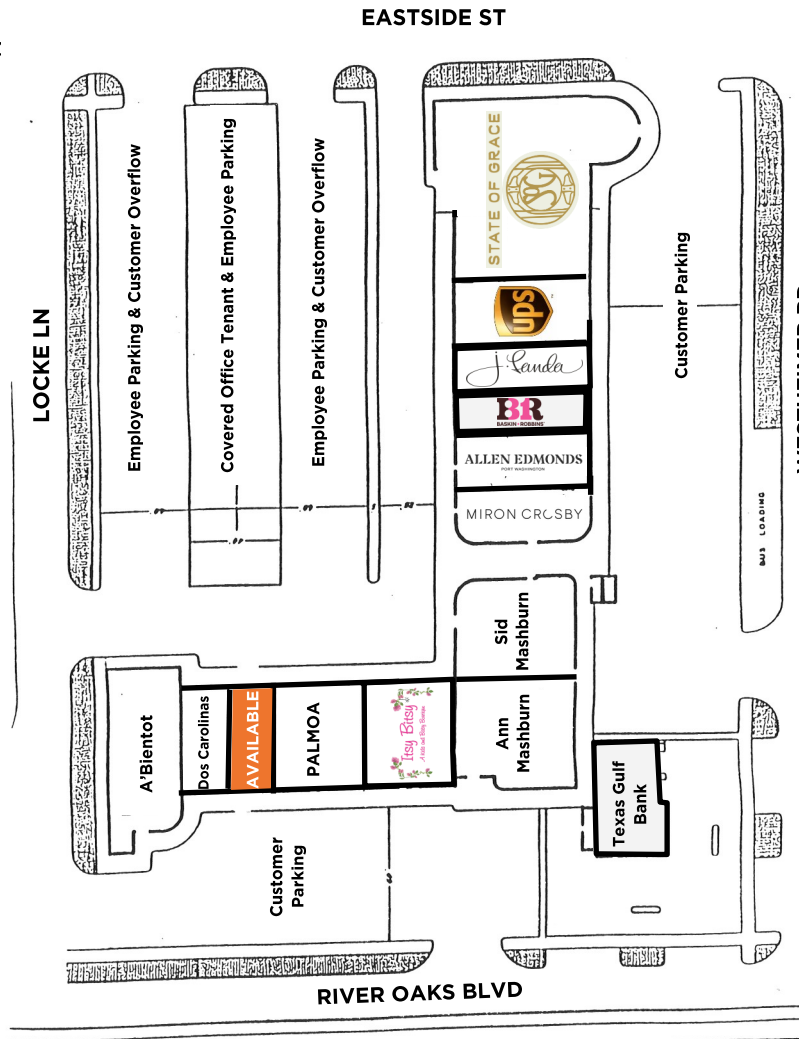 EASTSIDE ST
LOCKE LN
Employee Parking & Customer Overflow
Covered Office Tenant & Employee Parking
Employee Parking & Customer Overflow
STATE OF GRACE
SG
ups
J. Landa
BR
BASKIN-ROBBINS
ALLEN EDMONDS
PORT WASHINGTON
MIRON CROSBY
Customer Parking
BUS LOADING
Sid
Mashburn
Ann
Mashburn
A'Bientot
Dos Carolinas
AVAILABLE
PALMOA
Itsy Bitsy
Texas Gulf
Bank
Customer
Parking
RIVER OAKS BLVD